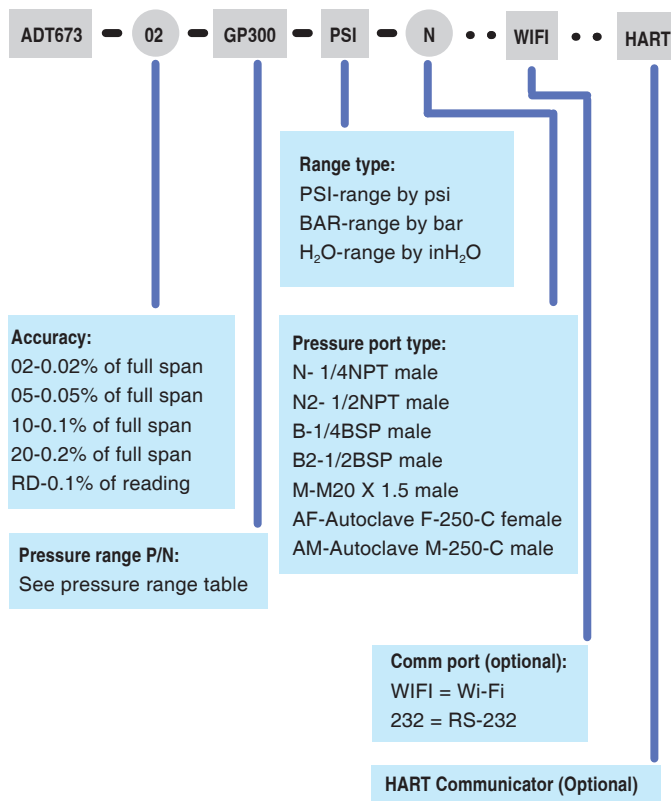 ADT673 – 02 – GP300 – PSI – N • • WIFI • • HART
Range type:
PSI-range by psi
BAR-range by bar
H₂O-range by inH₂O
Accuracy:
02-0.02% of full span
05-0.05% of full span
10-0.1% of full span
20-0.2% of full span
RD-0.1% of reading
Pressure port type:
N- 1/4NPT male
N2- 1/2NPT male
B-1/4BSP male
B2-1/2BSP male
M-M20 X 1.5 male
AF-Autoclave F-250-C female
AM-Autoclave M-250-C male
Pressure range P/N:
See pressure range table
Comm port (optional):
WIFI = Wi-Fi
232 = RS-232
HART Communicator (Optional)